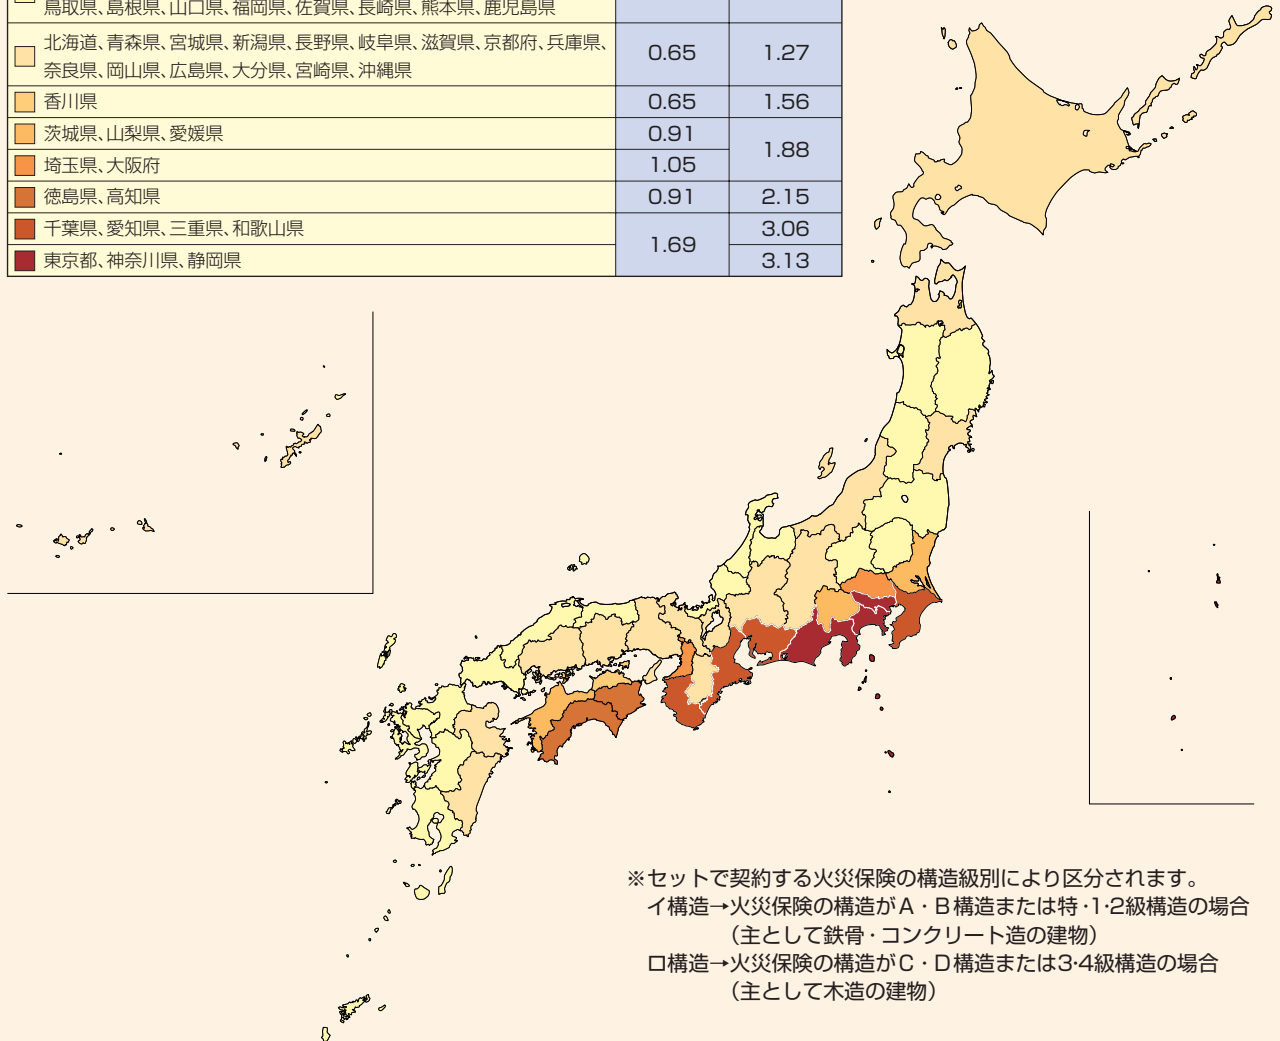 鳥取県、島根県、山口県、福岡県、佐賀県、長崎県、熊本県、鹿児島県
北海道、青森県、宮城県、新潟県、長野県、岐阜県、滋賀県、京都府、兵庫県、
奈良県、岡山県、広島県、大分県、宮崎県、沖縄県
0.65 1.27
香川県 0.65 1.56
茨城県、山梨県、愛媛県 0.91
1.88
埼玉県、大阪府 1.05
徳島県、高知県 0.91 2.15
千葉県、愛知県、三重県、和歌山県 3.06
1.69
東京都、神奈川県、静岡県 3.13
※セットで契約する火災保険の構造級別により区分されます。
イ構造→火災保険の構造がA・B構造または特・1・2級構造の場合
（主として鉄骨・コンクリート造の建物）
ロ構造→火災保険の構造がC・D構造または3・4級構造の場合
（主として木造の建物）